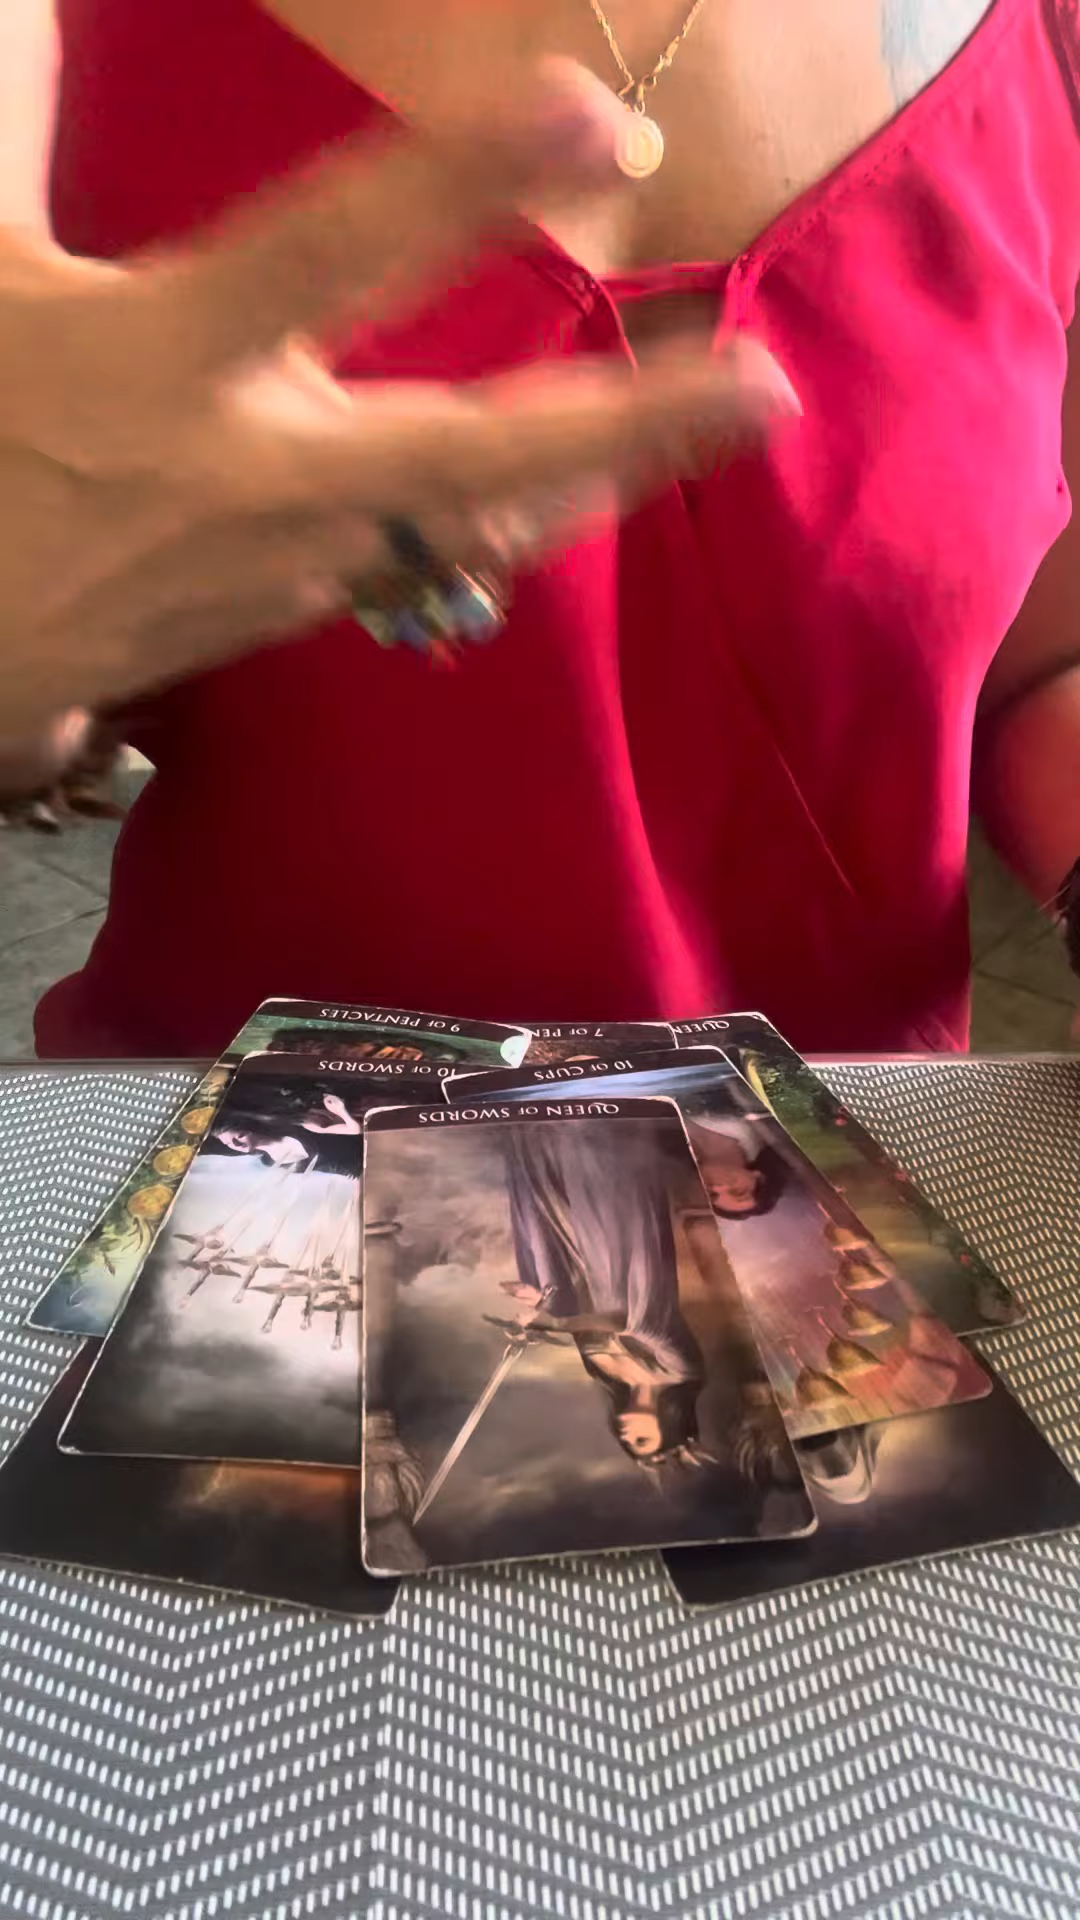 9 OF PENTACLES
7 OF PEN
QUEEN
10 OF SWORDS
10 OF CUPS
QUEEN OF SWORDS